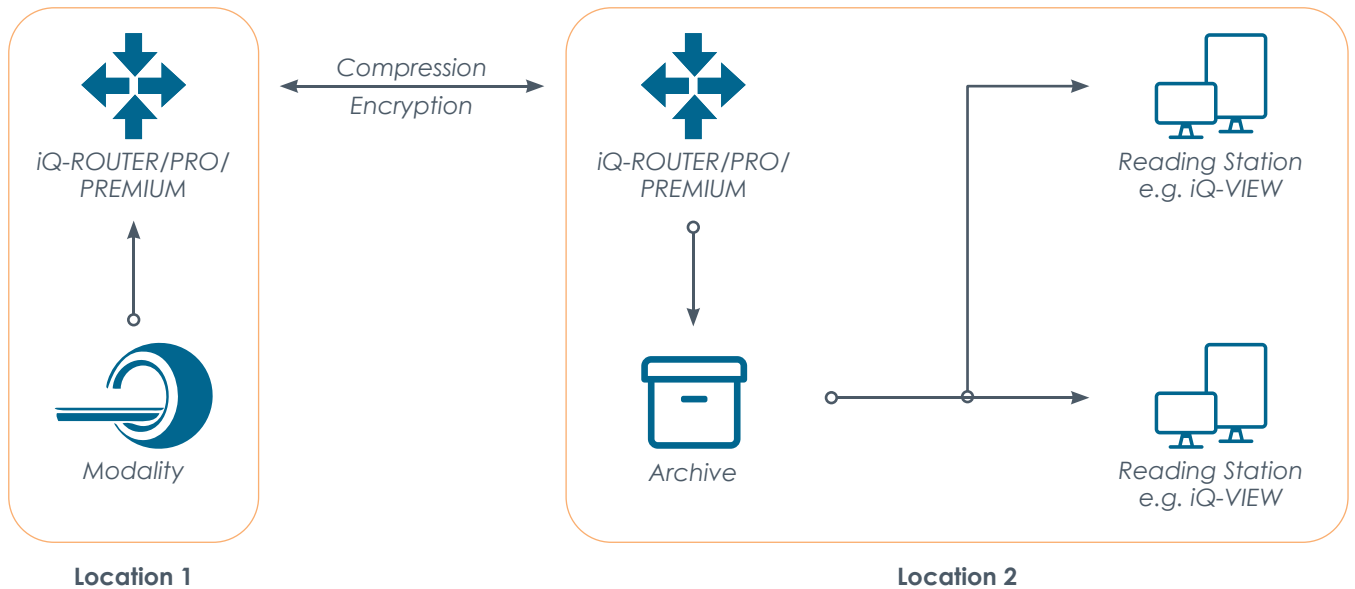 iQ-ROUTER/PRO/
PREMIUM
Modality
Location 1
Compression
Encryption
iQ-ROUTER/PRO/
PREMIUM
Archive
Reading Station
e.g. iQ-VIEW
Reading Station
e.g. iQ-VIEW
Location 2